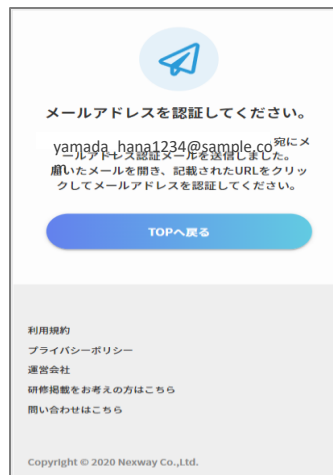 メールアドレスを認証してください。
yamada_hana1234@sample.co宛にメ
m
ールアドレス認証メールを送信しました。
届いたメールを開き、記載されたURLをクリッ
クしてメールアドレスを認証してください。
TOPへ戻る
利用規約
プライバシーポリシー
運営会社
研修掲載をお考えの方はこちら
問い合わせはこちら
Copyright © 2020 Nexway Co.,Ltd.